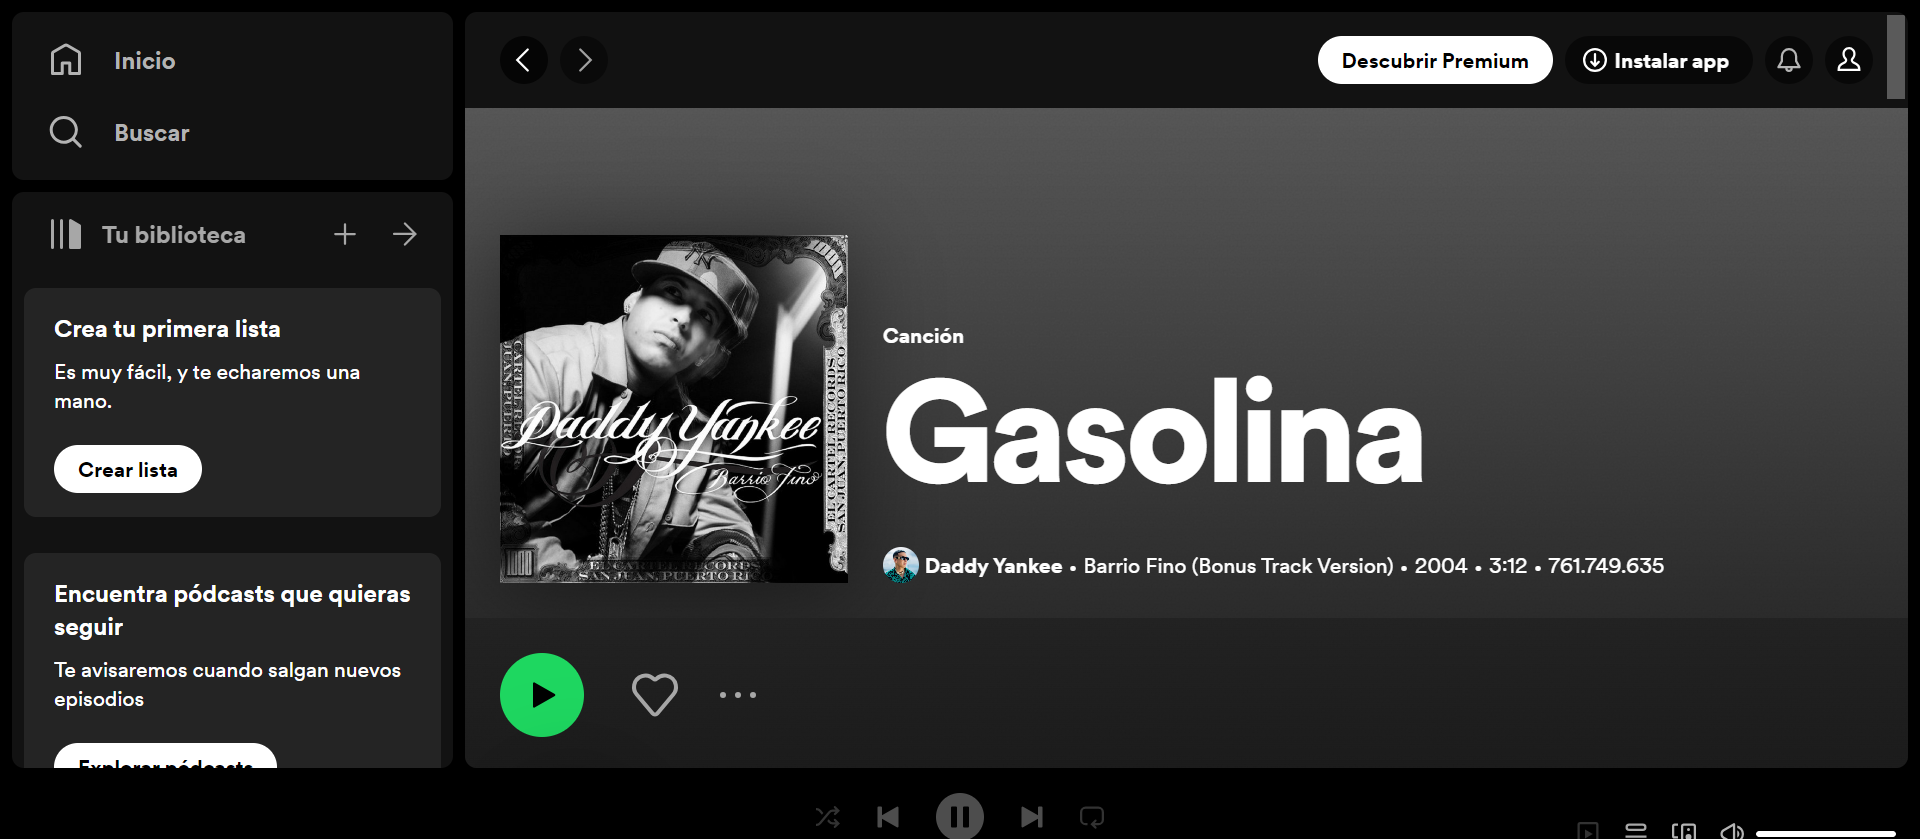 Inicio
Buscar
Tu biblioteca
Crea tu primera lista
Es muy fácil, y te echaremos una
mano.
Crear lista
Encuentra pódcasts que quieras
seguir
Te avisaremos cuando salgan nuevos
episodios
Explorar pódcasts
Descubrir Premium
Instalar app
Daddy Yankee
Barrio Fino
EL CARTEL RECORDS
SAN JUAN, PUERTO RICO
Canción
Gasolina
Daddy Yankee • Barrio Fino (Bonus Track Version) • 2004 • 3:12 • 761.749.635